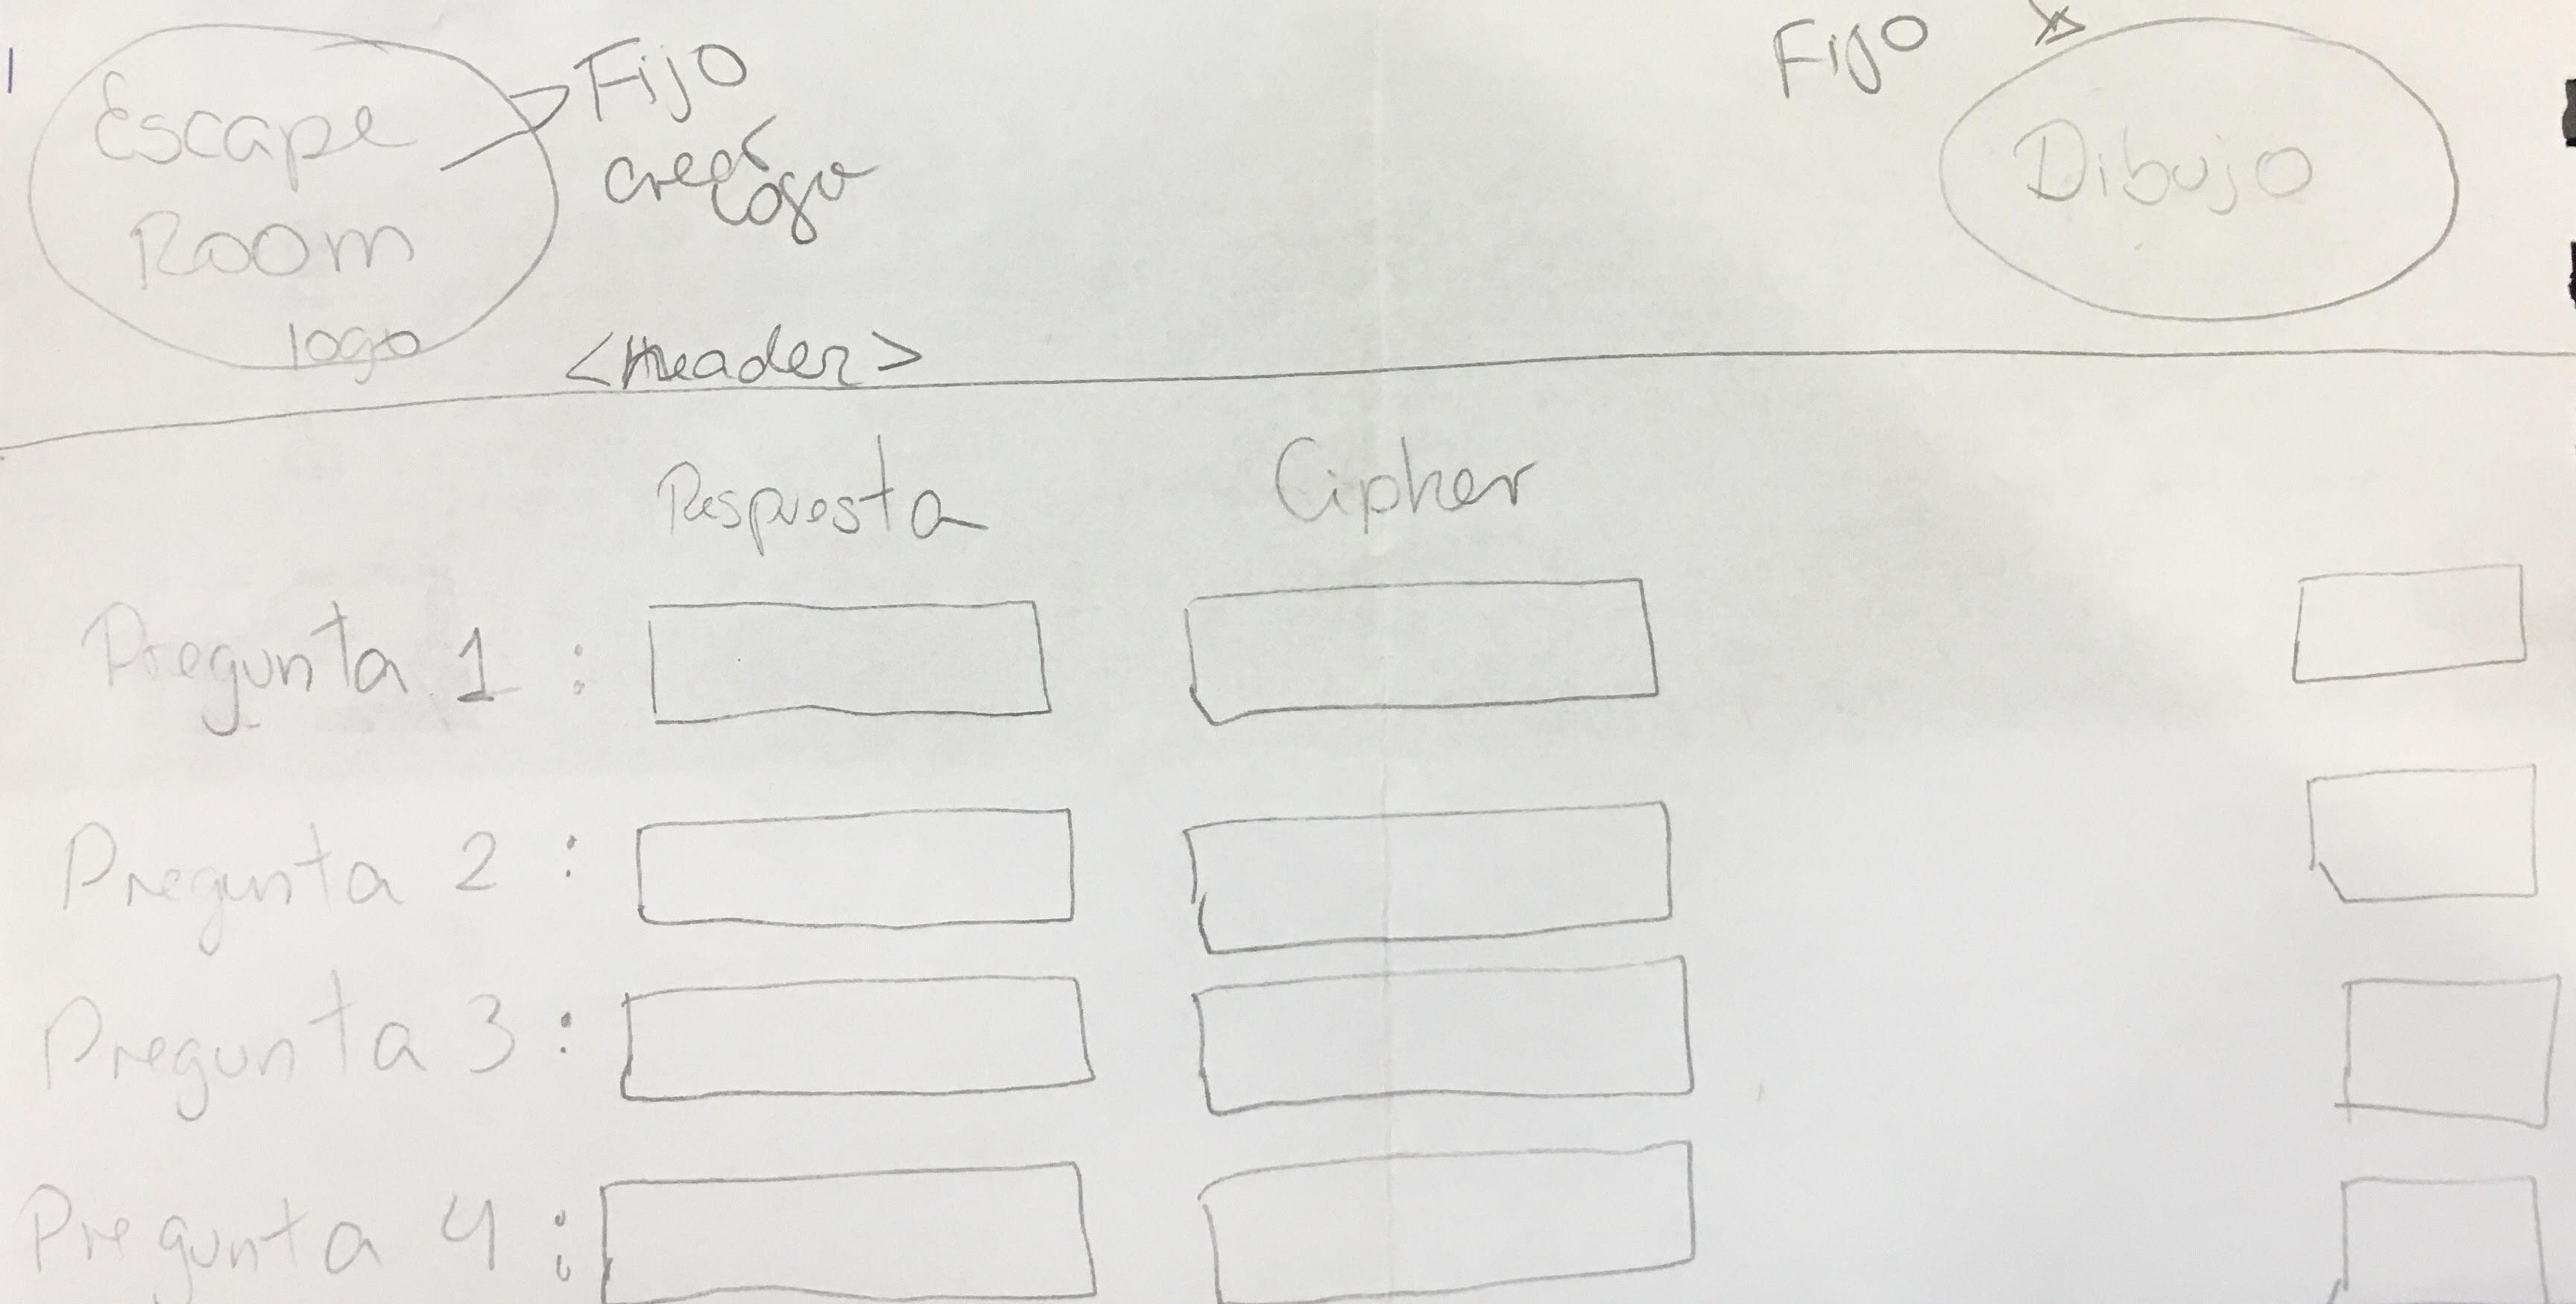 Escape
Room
logo
Fijo
crear
logo
Fijo
Dibujo
<Header>
Respuesta Cipher
Pregunta 1 :
Pregunta 2 :
Pregunta 3 :
Pregunta 4 :